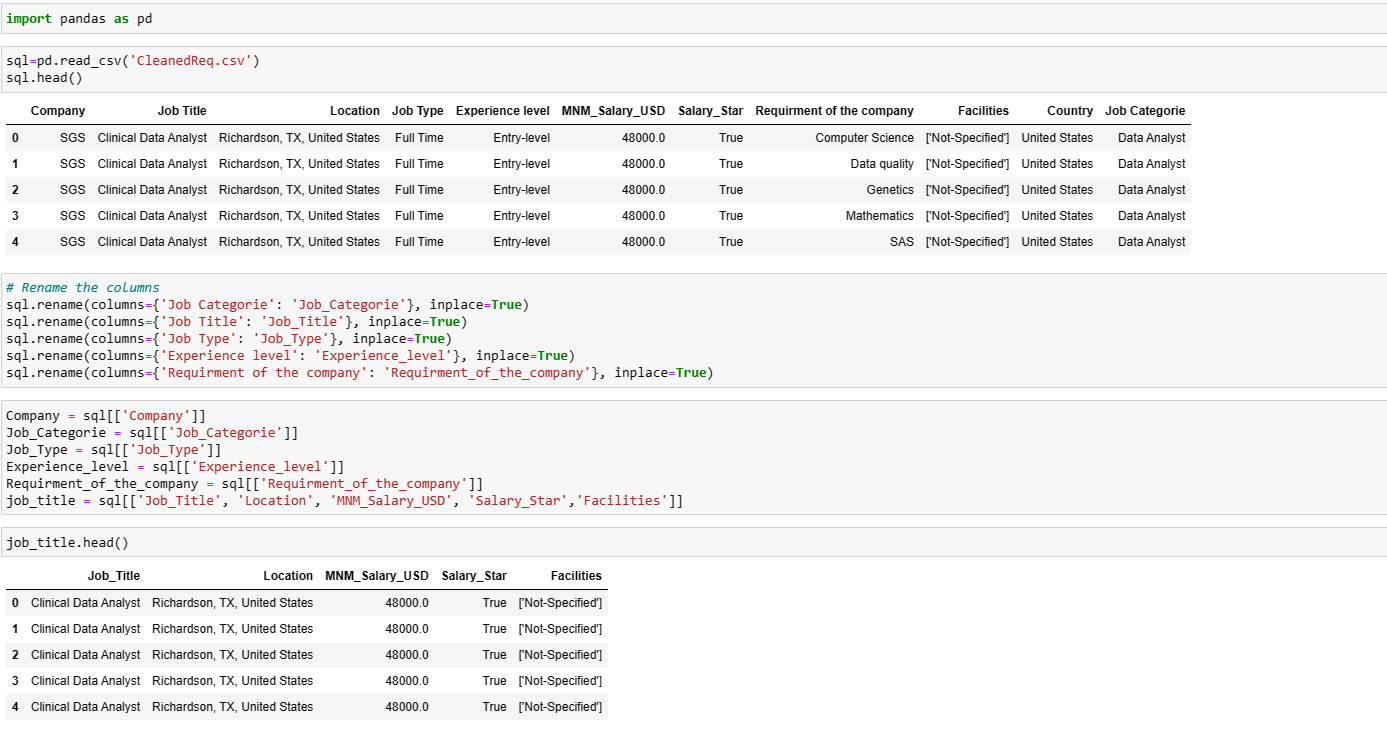 import pandas as pd
sql=pd.read_csv('CleanedReq.csv')
sql.head()
Company Job Title Location Job Type Experience level MNM_Salary_USD Salary_Star Requirment of the company Facilities Country Job Categorie
0 SGS Clinical Data Analyst Richardson, TX, United States Full Time Entry-level 48000.0 True Computer Science ['Not-Specified'] United States Data Analyst
1 SGS Clinical Data Analyst Richardson, TX, United States Full Time Entry-level 48000.0 True Data quality ['Not-Specified'] United States Data Analyst
2 SGS Clinical Data Analyst Richardson, TX, United States Full Time Entry-level 48000.0 True Genetics ['Not-Specified'] United States Data Analyst
3 SGS Clinical Data Analyst Richardson, TX, United States Full Time Entry-level 48000.0 True Mathematics ['Not-Specified'] United States Data Analyst
4 SGS Clinical Data Analyst Richardson, TX, United States Full Time Entry-level 48000.0 True SAS ['Not-Specified'] United States Data Analyst
# Rename the columns
sql.rename(columns={'Job Categorie': 'Job_Categorie'}, inplace=True)
sql.rename(columns={'Job Title': 'Job_Title'}, inplace=True)
sql.rename(columns={'Job Type': 'Job_Type'}, inplace=True)
sql.rename(columns={'Experience level': 'Experience_level'}, inplace=True)
sql.rename(columns={'Requirment of the company': 'Requirment_of_the_company'}, inplace=True)
Company = sql[['Company']]
Job_Categorie = sql[['Job_Categorie']]
Job_Type = sql[['Job_Type']]
Experience_level = sql[['Experience_level']]
Requirment_of_the_company = sql[['Requirment_of_the_company']]
job_title = sql[['Job_Title', 'Location', 'MNM_Salary_USD', 'Salary_Star','Facilities']]
job_title.head()
Job_Title Location MNM_Salary_USD Salary_Star Facilities
0 Clinical Data Analyst Richardson, TX, United States 48000.0 True ['Not-Specified']
1 Clinical Data Analyst Richardson, TX, United States 48000.0 True ['Not-Specified']
2 Clinical Data Analyst Richardson, TX, United States 48000.0 True ['Not-Specified']
3 Clinical Data Analyst Richardson, TX, United States 48000.0 True ['Not-Specified']
4 Clinical Data Analyst Richardson, TX, United States 48000.0 True ['Not-Specified']